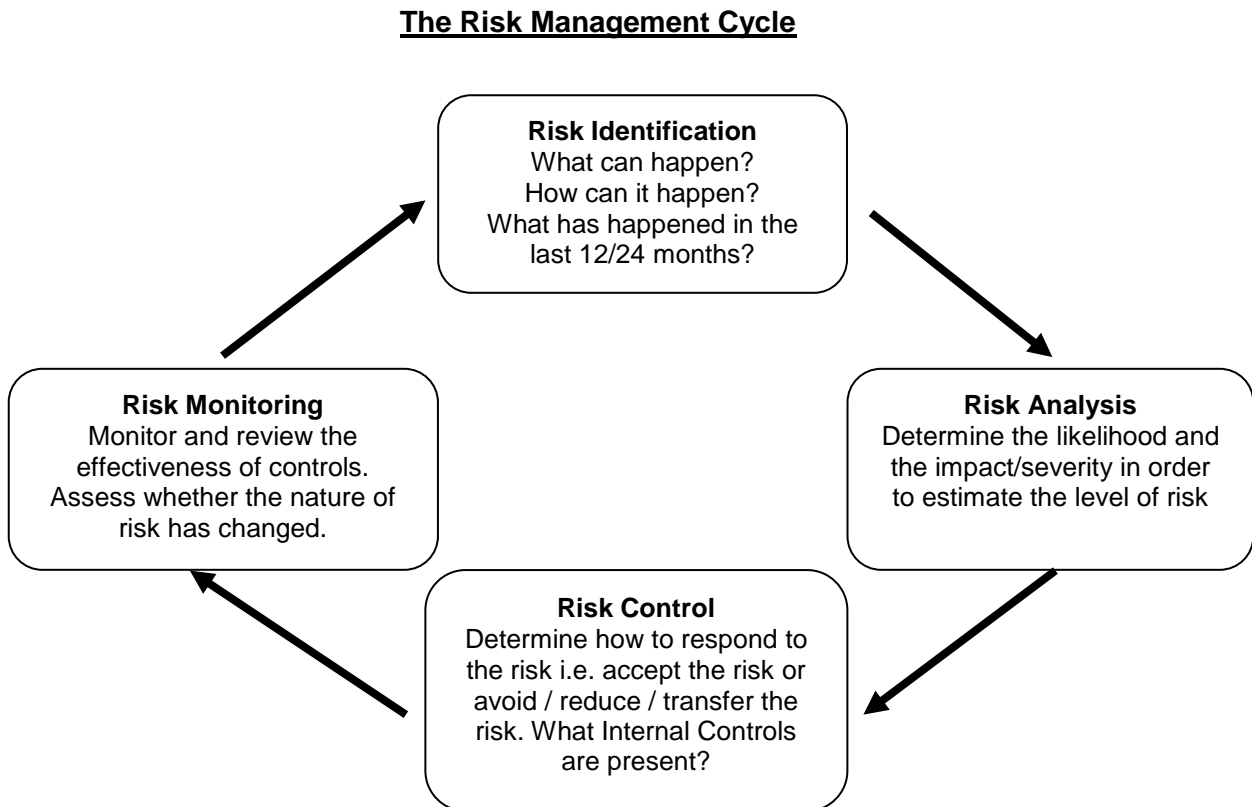 The Risk Management Cycle
Risk Identification
What can happen?
How can it happen?
What has happened in the
last 12/24 months?
Risk Analysis
Determine the likelihood and
the impact/severity in order
to estimate the level of risk
Risk Control
Determine how to respond to
the risk i.e. accept the risk or
avoid / reduce / transfer the
risk. What Internal Controls
are present?
Risk Monitoring
Monitor and review the
effectiveness of controls.
Assess whether the nature of
risk has changed.